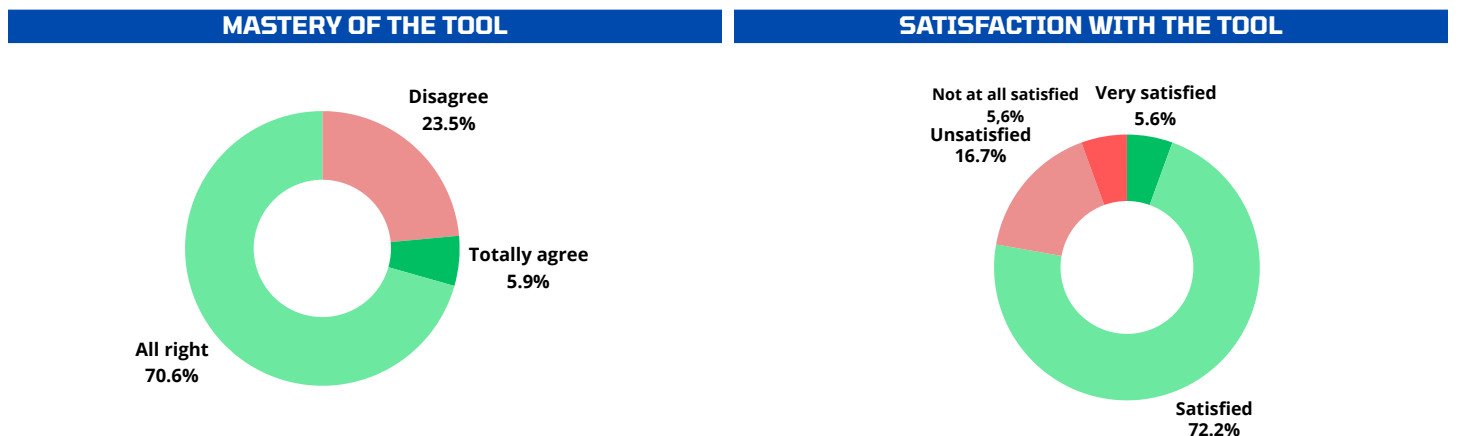 MASTERY OF THE TOOL
Disagree
23.5%
Totally agree
5.9%
All right
70.6%
SATISFACTION WITH THE TOOL
Not at all satisfied
5,6%
Very satisfied
5.6%
Unsatisfied
16.7%
Satisfied
72.2%